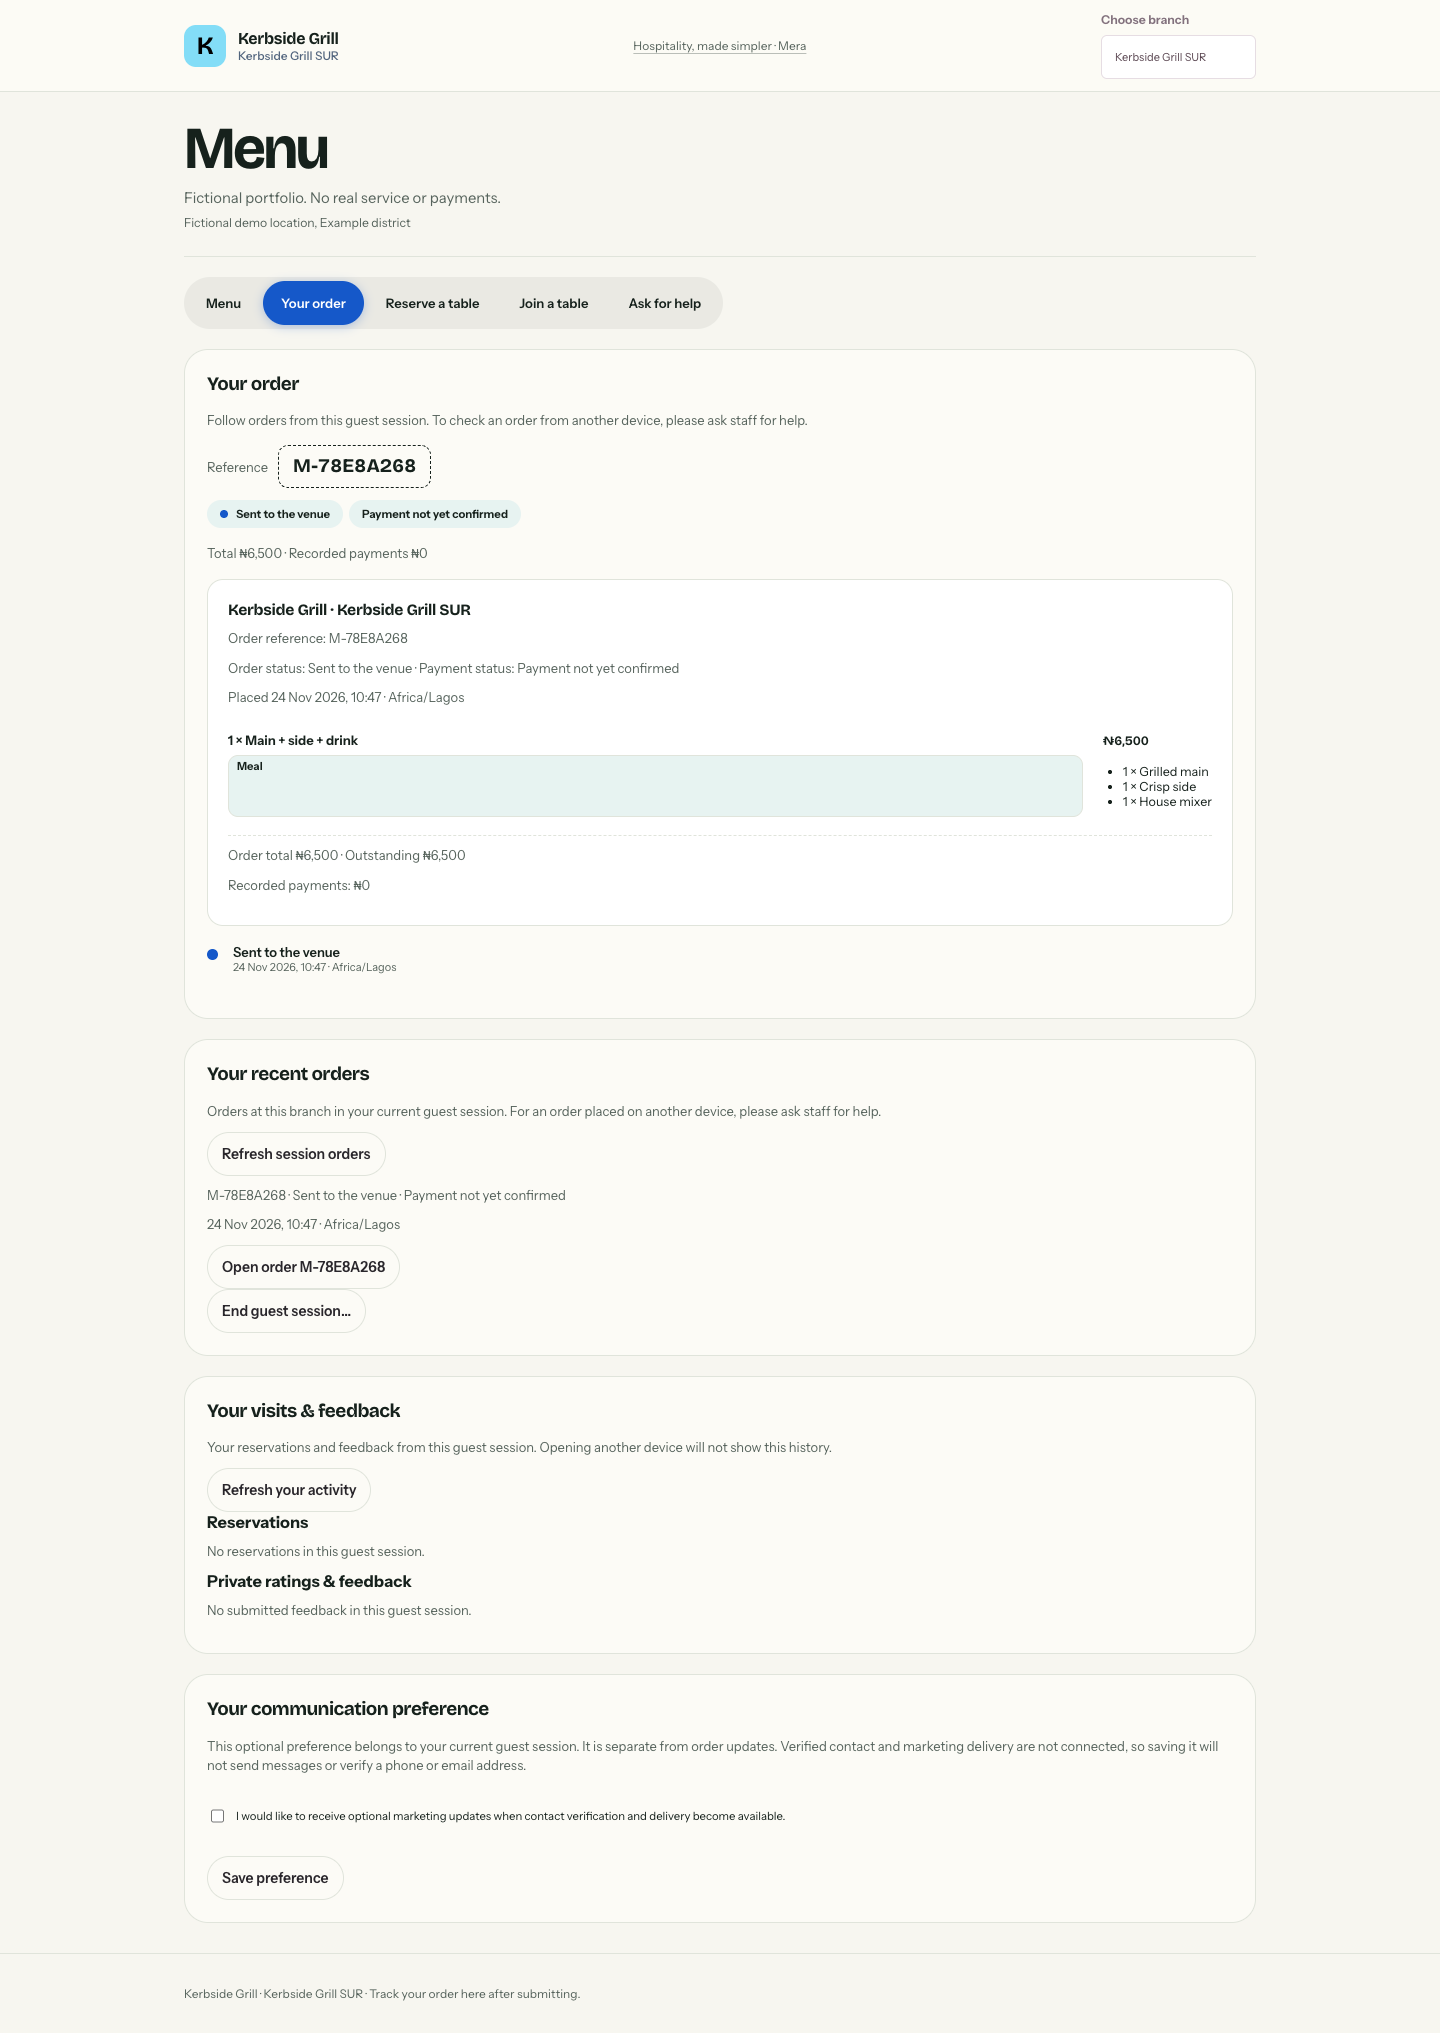 K
Kerbside Grill
Kerbside Grill SUR
Hospitality, made simpler · Mera
Choose branch
Kerbside Grill SUR
Menu
Fictional portfolio. No real service or payments.
Fictional demo location, Example district
Menu
Your order
Reserve a table
Join a table
Ask for help
Your order
Follow orders from this guest session. To check an order from another device, please ask staff for help.
Reference M-78E8A268
Sent to the venue
Payment not yet confirmed
Total ₦6,500 · Recorded payments ₦0
Kerbside Grill · Kerbside Grill SUR
Order reference: M-78E8A268
Order status: Sent to the venue · Payment status: Payment not yet confirmed
Placed 24 Nov 2026, 10:47 · Africa/Lagos
1 × Main + side + drink
₦6,500
Meal
• 1 × Grilled main
• 1 × Crisp side
• 1 × House mixer
Order total ₦6,500 · Outstanding ₦6,500
Recorded payments: ₦0
Sent to the venue
24 Nov 2026, 10:47 · Africa/Lagos
Your recent orders
Orders at this branch in your current guest session. For an order placed on another device, please ask staff for help.
Refresh session orders
M-78E8A268 · Sent to the venue · Payment not yet confirmed
24 Nov 2026, 10:47 · Africa/Lagos
Open order M-78E8A268
End guest session...
Your visits & feedback
Your reservations and feedback from this guest session. Opening another device will not show this history.
Refresh your activity
Reservations
No reservations in this guest session.
Private ratings & feedback
No submitted feedback in this guest session.
Your communication preference
This optional preference belongs to your current guest session. It is separate from order updates. Verified contact and marketing delivery are not connected, so saving it will
not send messages or verify a phone or email address.
I would like to receive optional marketing updates when contact verification and delivery become available.
Save preference
Kerbside Grill · Kerbside Grill SUR · Track your order here after submitting.